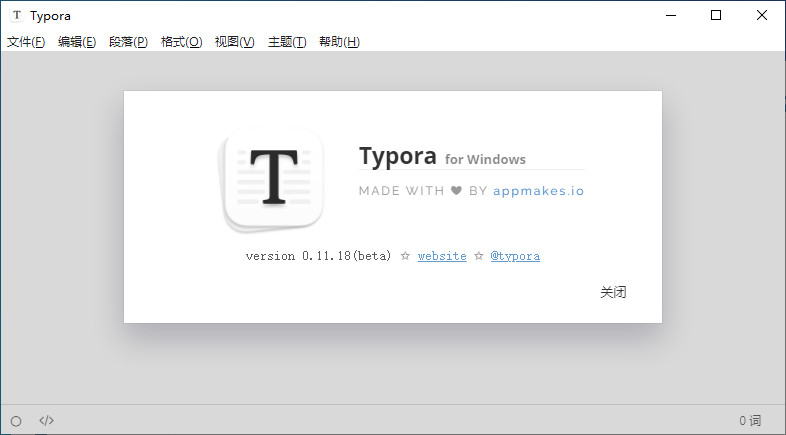 Typora
文件(F) 编辑(E) 段落(P) 格式(O) 视图(V) 主题(T) 帮助(H)
T
Typora for Windows
MADE WITH ♥ BY appmakes.io
version 0.11.18(beta) ☆ website ☆ @typora
关闭
</> 0 词